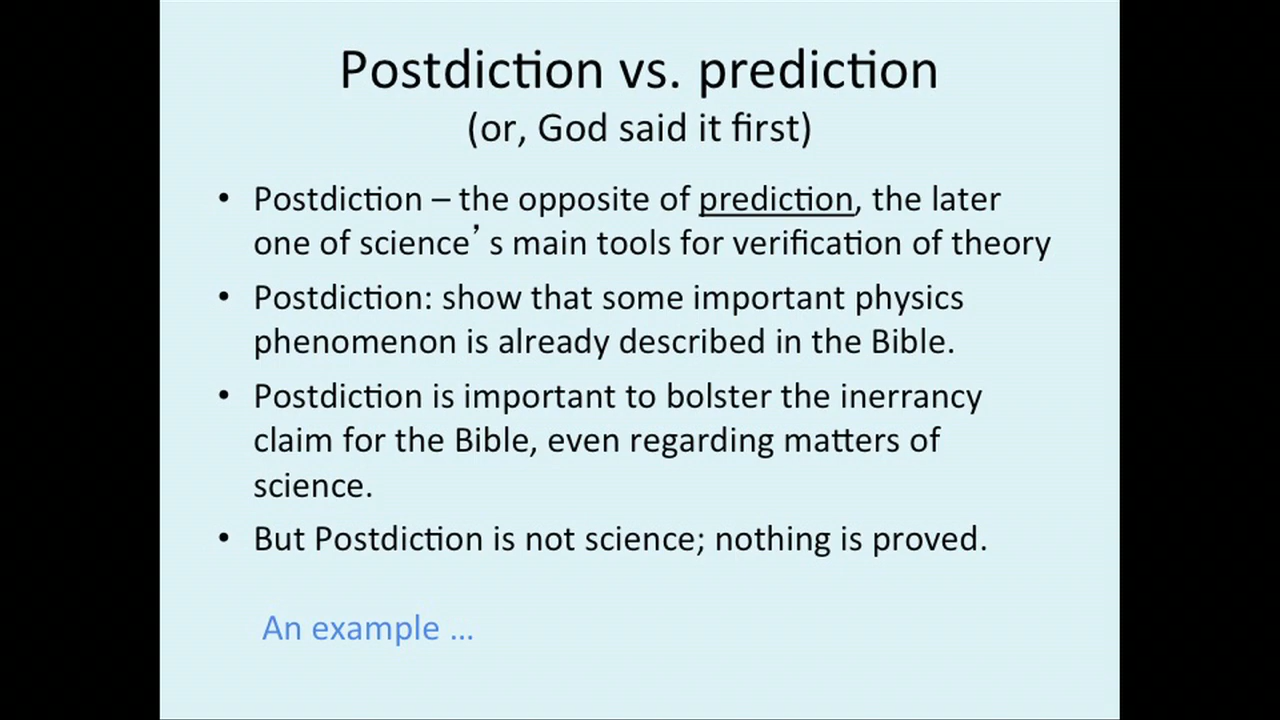 Postdiction vs. prediction
(or, God said it first)
• Postdiction – the opposite of prediction, the later
one of science’s main tools for verification of theory
• Postdiction: show that some important physics
phenomenon is already described in the Bible.
• Postdiction is important to bolster the inerrancy
claim for the Bible, even regarding matters of
science.
• But Postdiction is not science; nothing is proved.
An example ...